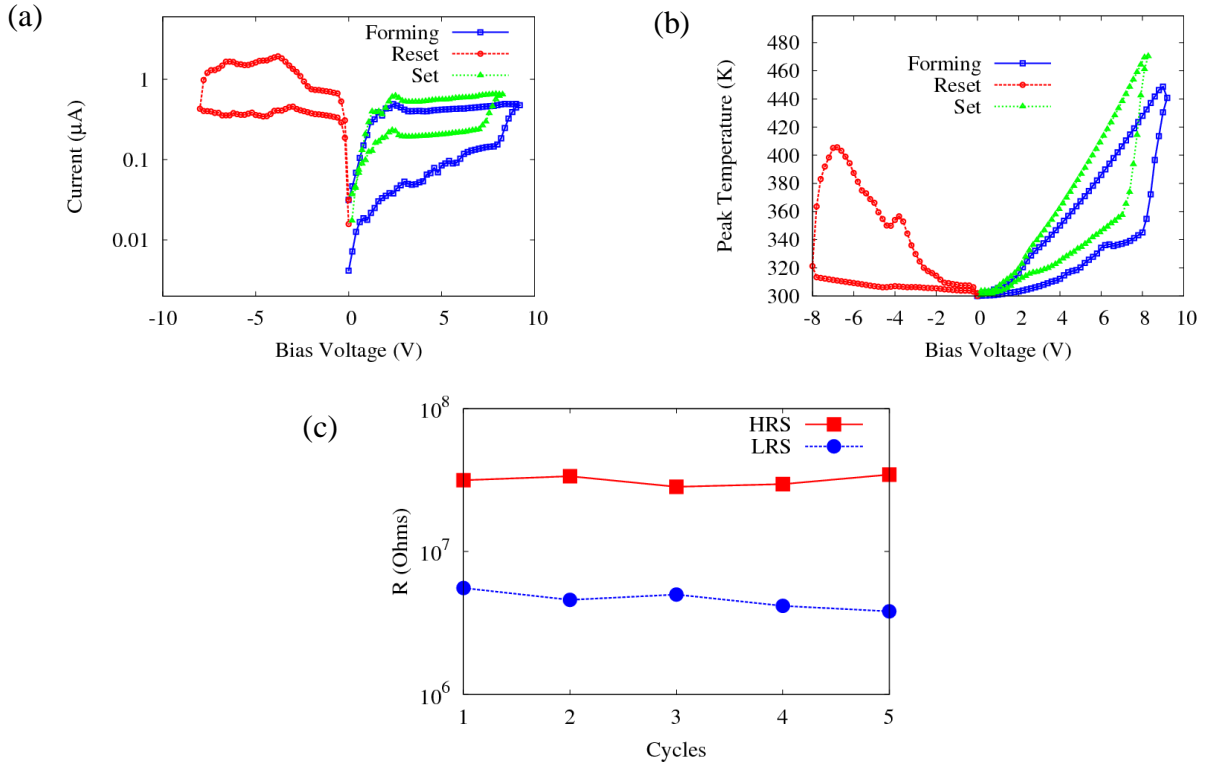 (a)
Forming
Reset
Set
1
0.1
0.01
Current (μA)
-10
-5
0
5
10
Bias Voltage (V)
(b)
Forming
Reset
Set
480
460
440
420
400
380
360
340
320
300
Peak Temperature (K)
-8
-6
-4
-2
0
2
4
6
8
10
Bias Voltage (V)
(c)
HRS
LRS
10^8
10^7
10^6
R (Ohms)
1
2
3
4
5
Cycles